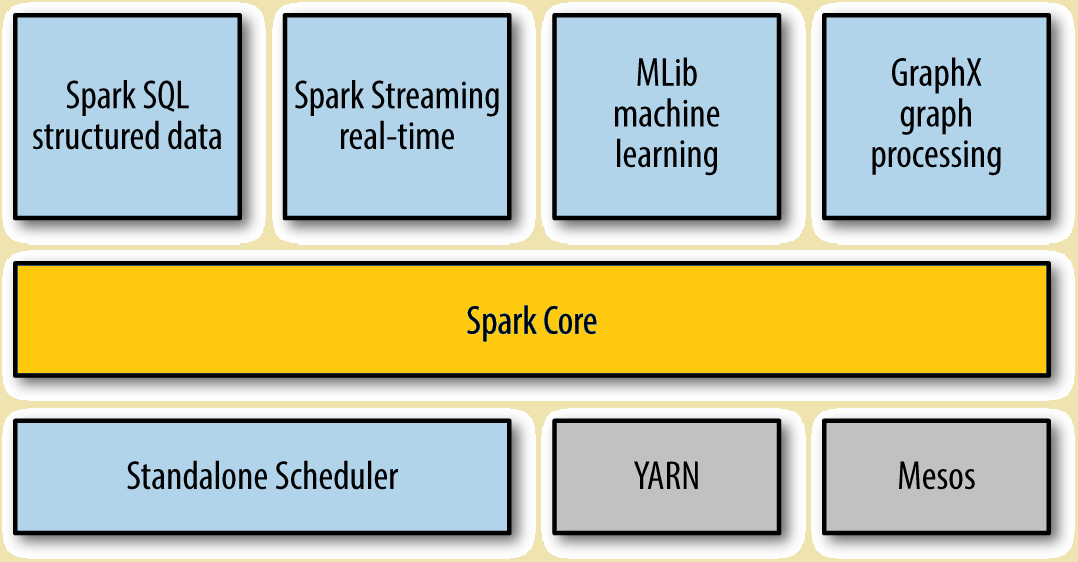 Spark SQL
structured data
Spark Streaming
real-time
MLib
machine
learning
GraphX
graph
processing
Spark Core
Standalone Scheduler
YARN
Mesos